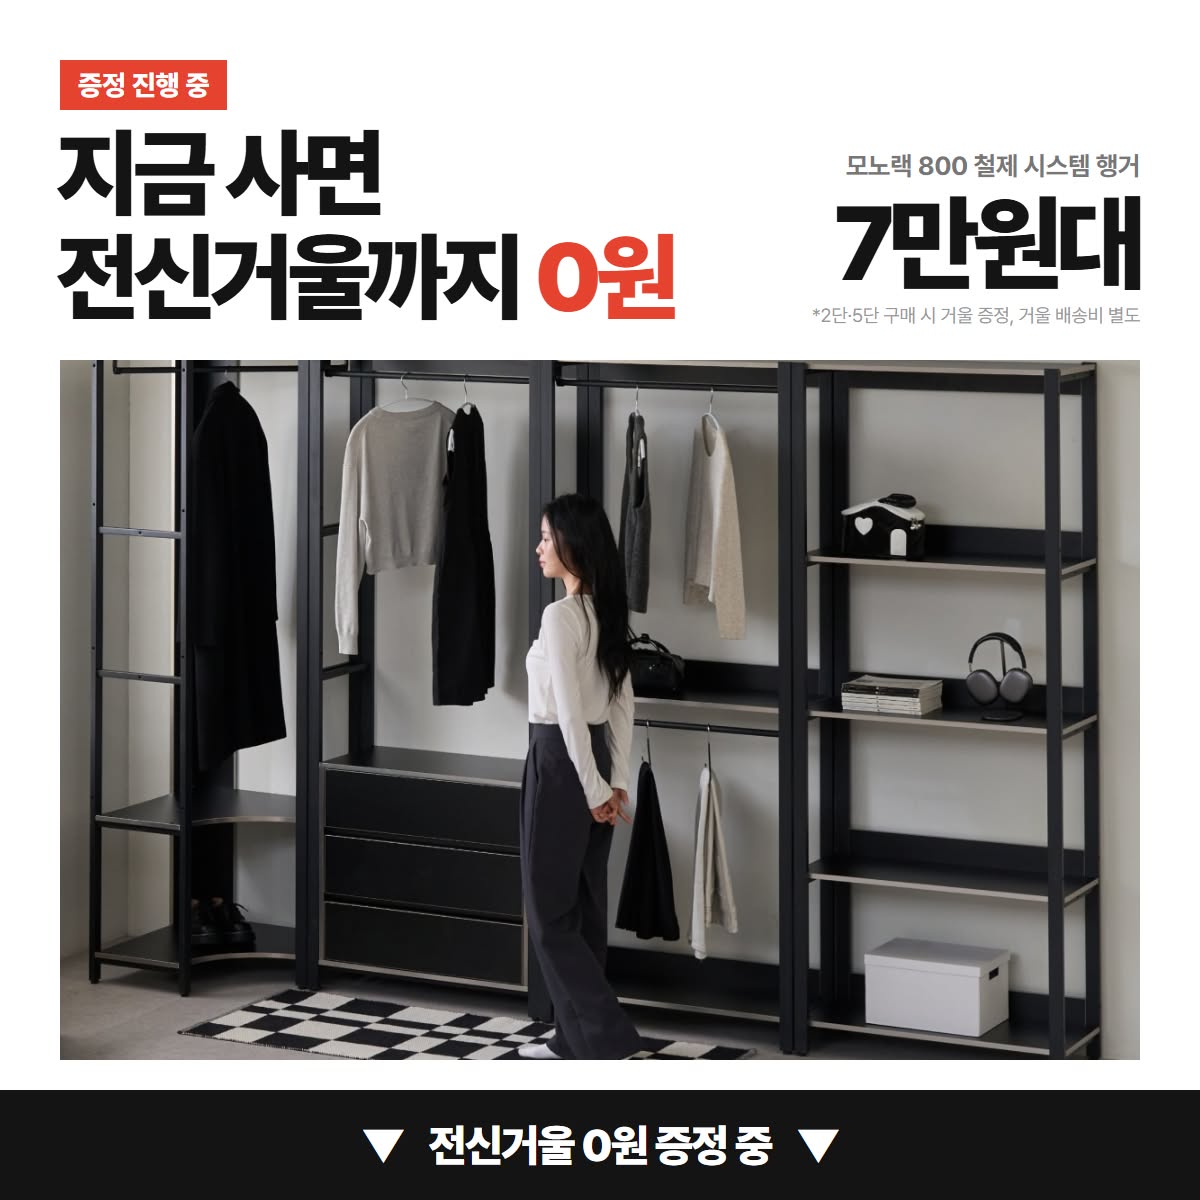 증정 진행 중
지금 사면
전신거울까지 0원
모노랙 800 철제 시스템 행거
7만원대
*2단·5단 구매 시 거울 증정, 거울 배송비 별도
▼ 전신거울 0원 증정 중 ▼